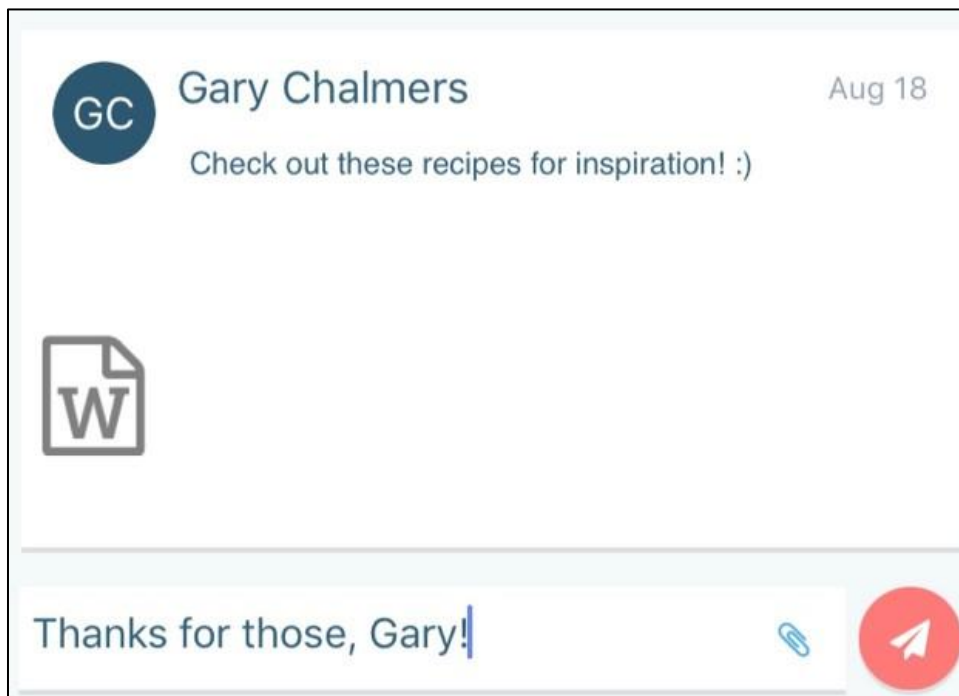 GC
Gary Chalmers
Aug 18
Check out these recipes for inspiration! :)
W
Thanks for those, Gary!